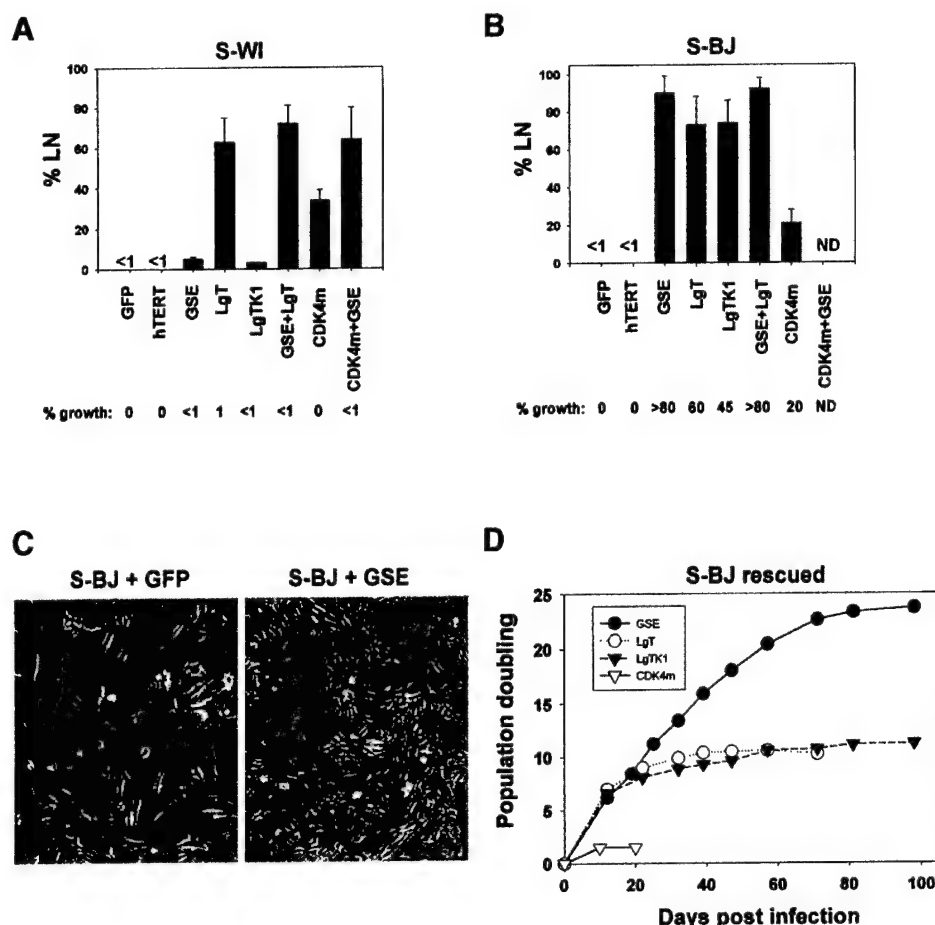 A
S-WI
% LN
100
80
60
40
20
0
<1 <1
GFP
hTERT
GSE
LgT
LgTK1
GSE+LgT
CDK4m
CDK4m+GSE
% growth: 0 0 <1 1 <1 <1 0 <1
B
S-BJ
% LN
100
80
60
40
20
0
<1 <1 ND
GFP
hTERT
GSE
LgT
LgTK1
GSE+LgT
CDK4m
CDK4m+GSE
% growth: 0 0 >80 60 45 >80 20 ND
C
S-BJ + GFP S-BJ + GSE
D
S-BJ rescued
Population doubling
25
20
15
10
5
0
GSE
LgT
LgTK1
CDK4m
0 20 40 60 80 100
Days post infection